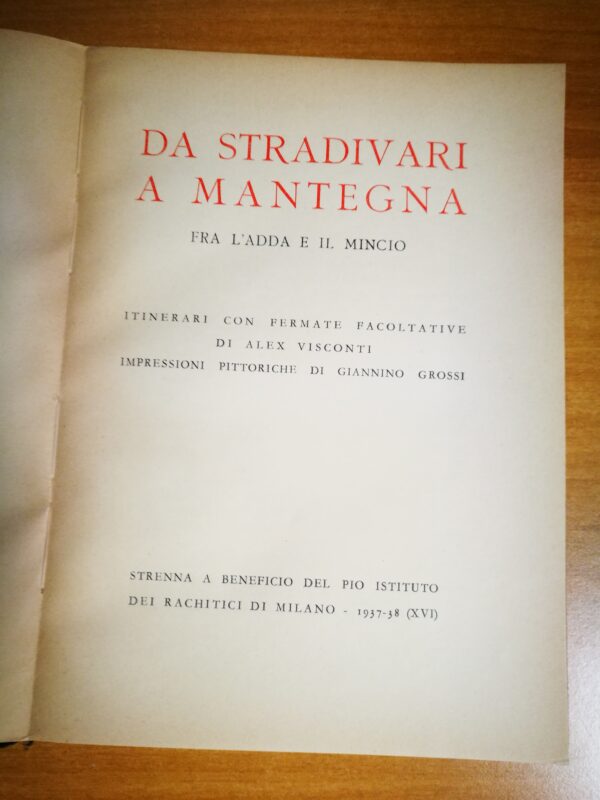 DA STRADIVARI
A MANTEGNA
FRA L'ADDA E IL MINCIO
ITINERARI CON FERMATE FACOLTATIVE
DI ALEX VISCONTI
IMPRESSIONI PITTORICHE DI GIANNINO GROSSI
STRENNA A BENEFICIO DEL PIO ISTITUTO
DEI RACHITICI DI MILANO - 1937-38 (XVI)